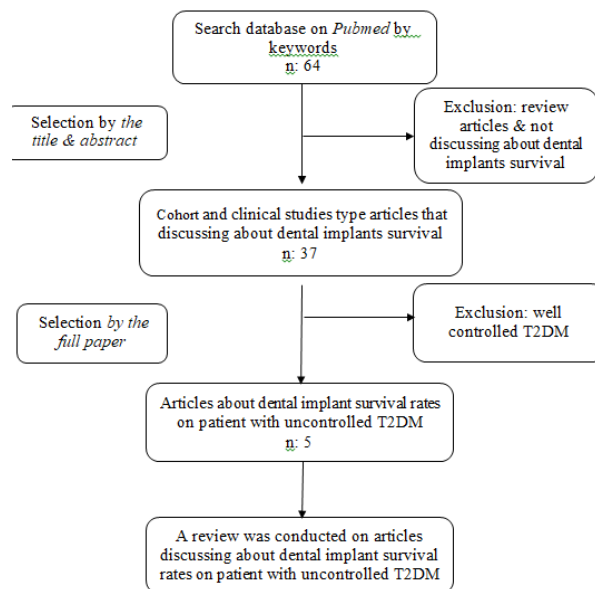 Search database on Pubmed by
keywords
n: 64
Selection by the
title & abstract
Exclusion: review
articles & not
discussing about dental
implants survival
Cohort and clinical studies type articles that
discussing about dental implants survival
n: 37
Selection by the
full paper
Exclusion: well
controlled T2DM
Articles about dental implant survival rates
on patient with uncontrolled T2DM
n: 5
A review was conducted on articles
discussing about dental implant survival
rates on patient with uncontrolled T2DM